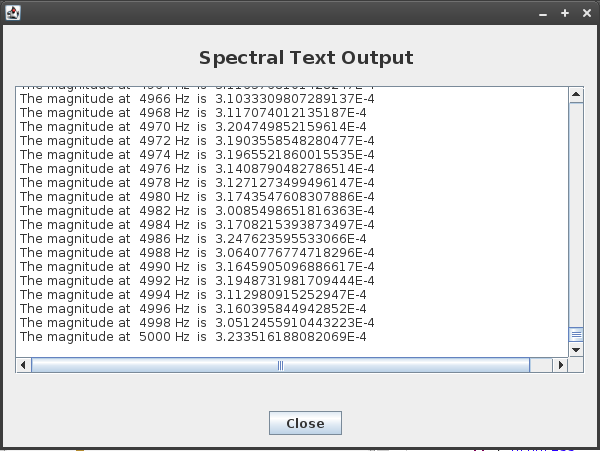 Spectral Text Output
The magnitude at 4966 Hz is 3.1033309807289137E-4
The magnitude at 4968 Hz is 3.117074012135187E-4
The magnitude at 4970 Hz is 3.204749852159614E-4
The magnitude at 4972 Hz is 3.1903558548280477E-4
The magnitude at 4974 Hz is 3.1965521860015535E-4
The magnitude at 4976 Hz is 3.1408790482786514E-4
The magnitude at 4978 Hz is 3.1271273499496147E-4
The magnitude at 4980 Hz is 3.1743547608307886E-4
The magnitude at 4982 Hz is 3.0085498651816363E-4
The magnitude at 4984 Hz is 3.1708215393873497E-4
The magnitude at 4986 Hz is 3.247623595533066E-4
The magnitude at 4988 Hz is 3.0640776774718296E-4
The magnitude at 4990 Hz is 3.1645905096886617E-4
The magnitude at 4992 Hz is 3.1948731981709444E-4
The magnitude at 4994 Hz is 3.112980915252947E-4
The magnitude at 4996 Hz is 3.160395844942852E-4
The magnitude at 4998 Hz is 3.0512455910443223E-4
The magnitude at 5000 Hz is 3.233516188082069E-4
Close